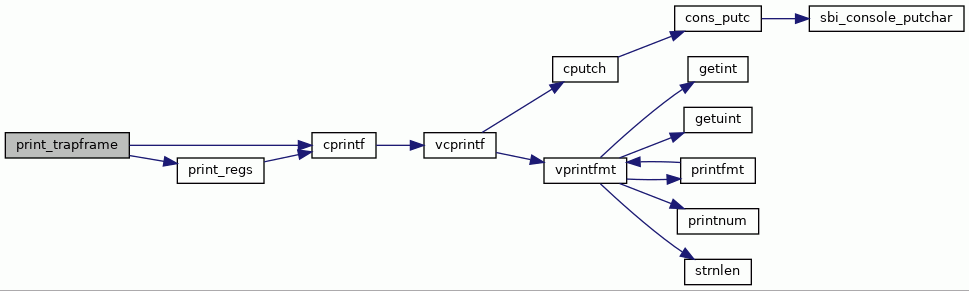 print_trapframe
print_regs
cprintf
vcprintf
cputch
cons_putc
sbi_console_putchar
vprintfmt
getint
getuint
printfmt
printnum
strnlen